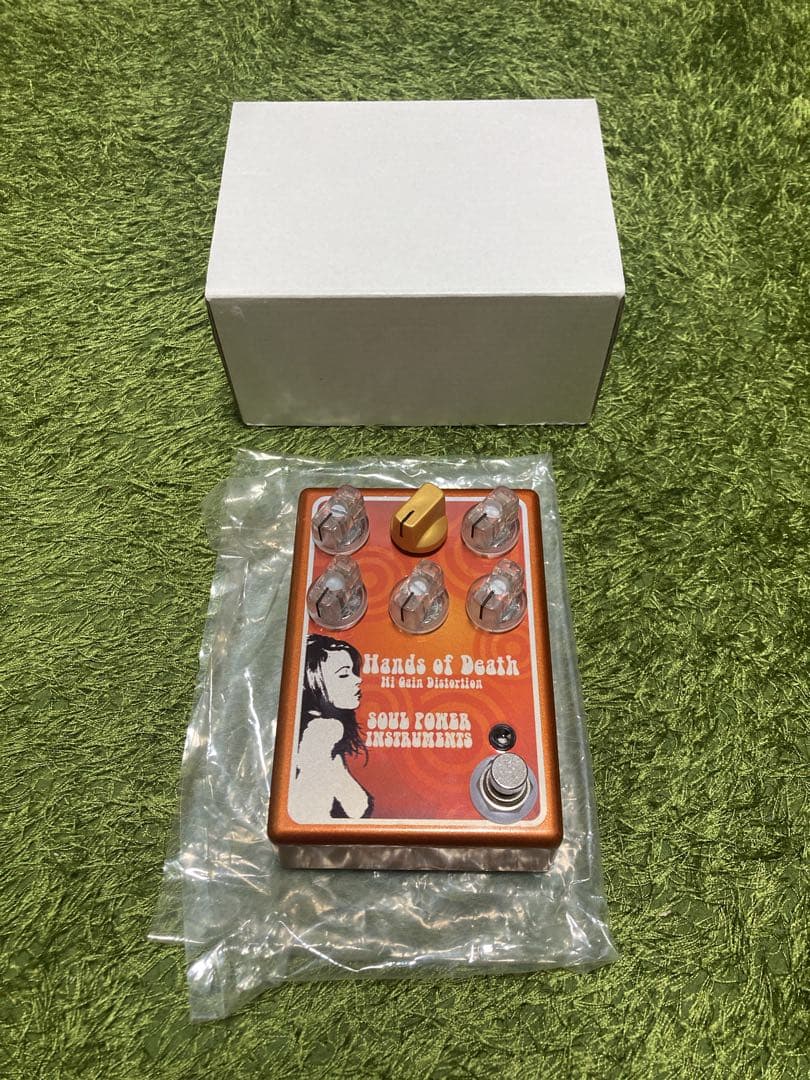 Hands of Death
Hi Gain Distortion
SOUL POWER
INSTRUMENTS